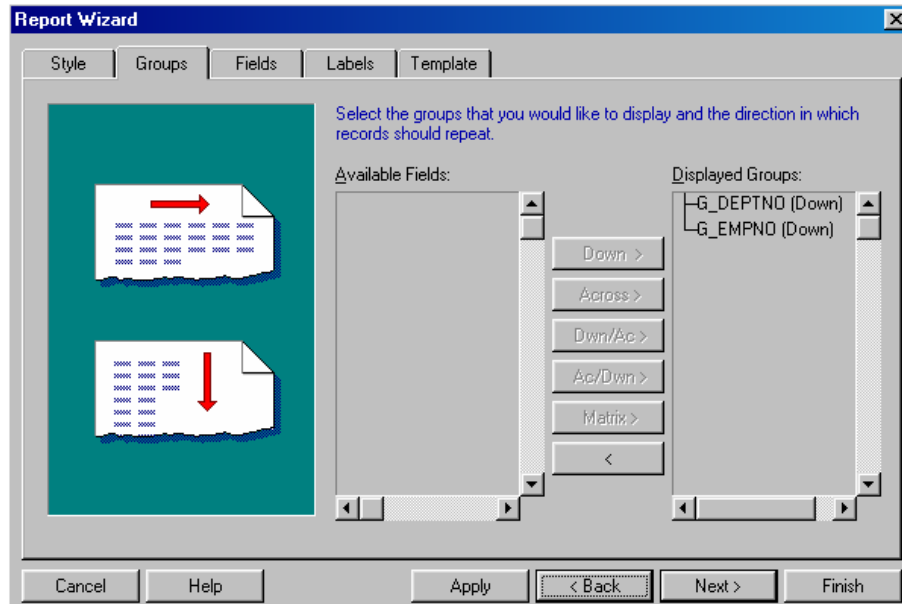 Report Wizard
Style Groups Fields Labels Template
Select the groups that you would like to display and the direction in which
records should repeat.
Available Fields:
Displayed Groups:
G_DEPTNO (Down)
G_EMPNO (Down)
Down >
Across >
Dwn/Ac >
Ac/Dwn >
Matrix >
<
Cancel Help Apply < Back Next > Finish